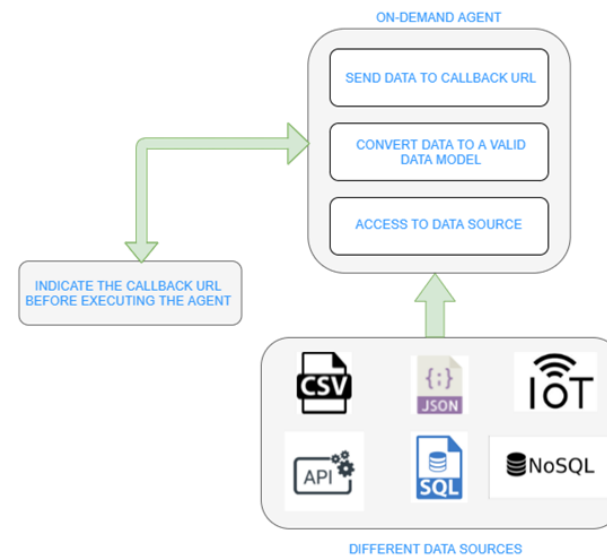 ON-DEMAND AGENT
SEND DATA TO CALLBACK URL
CONVERT DATA TO A VALID
DATA MODEL
ACCESS TO DATA SOURCE
INDICATE THE CALLBACK URL
BEFORE EXECUTING THE AGENT
CSV
{;}
JSON
IoT
API
SQL
NoSQL
DIFFERENT DATA SOURCES